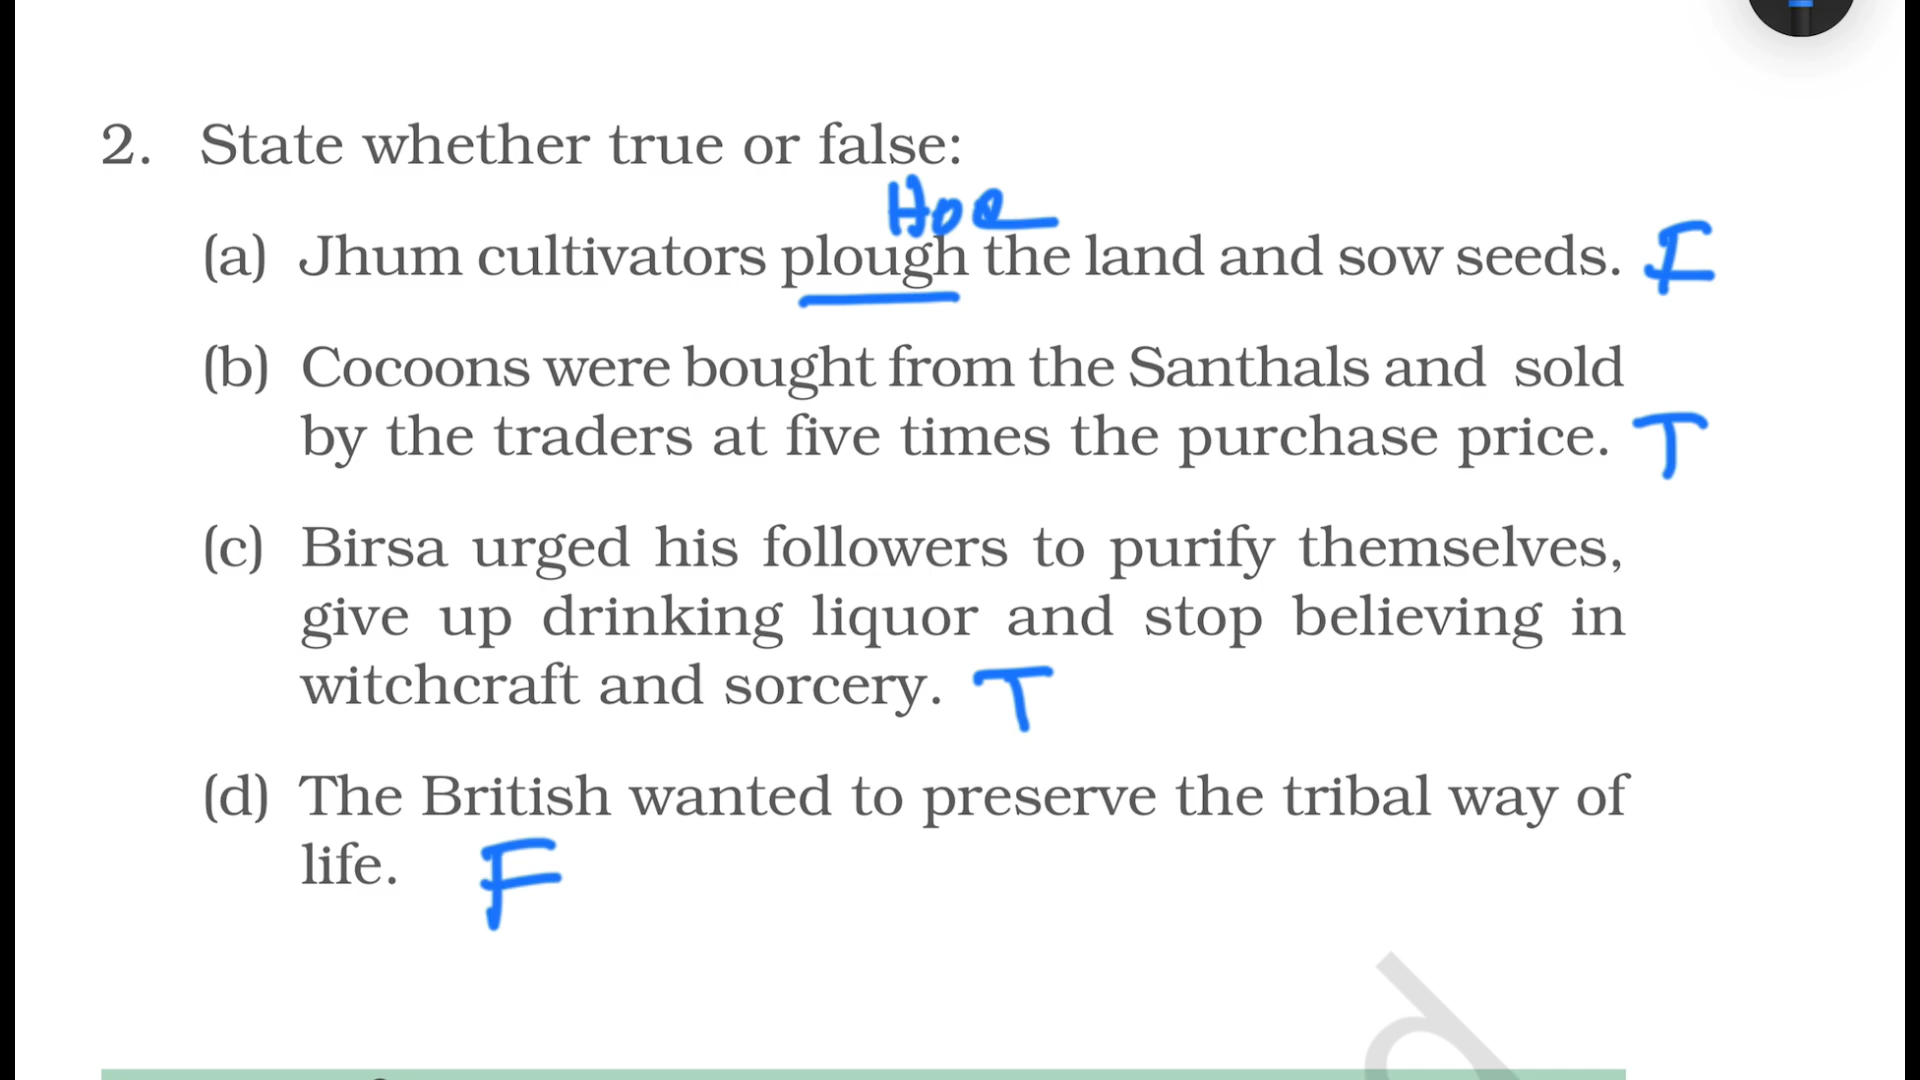 2. State whether true or false:
Hoe
(a) Jhum cultivators plough the land and sow seeds. F
(b) Cocoons were bought from the Santhals and sold
by the traders at five times the purchase price. T
(c) Birsa urged his followers to purify themselves,
give up drinking liquor and stop believing in
witchcraft and sorcery. T
(d) The British wanted to preserve the tribal way of
life. F
d